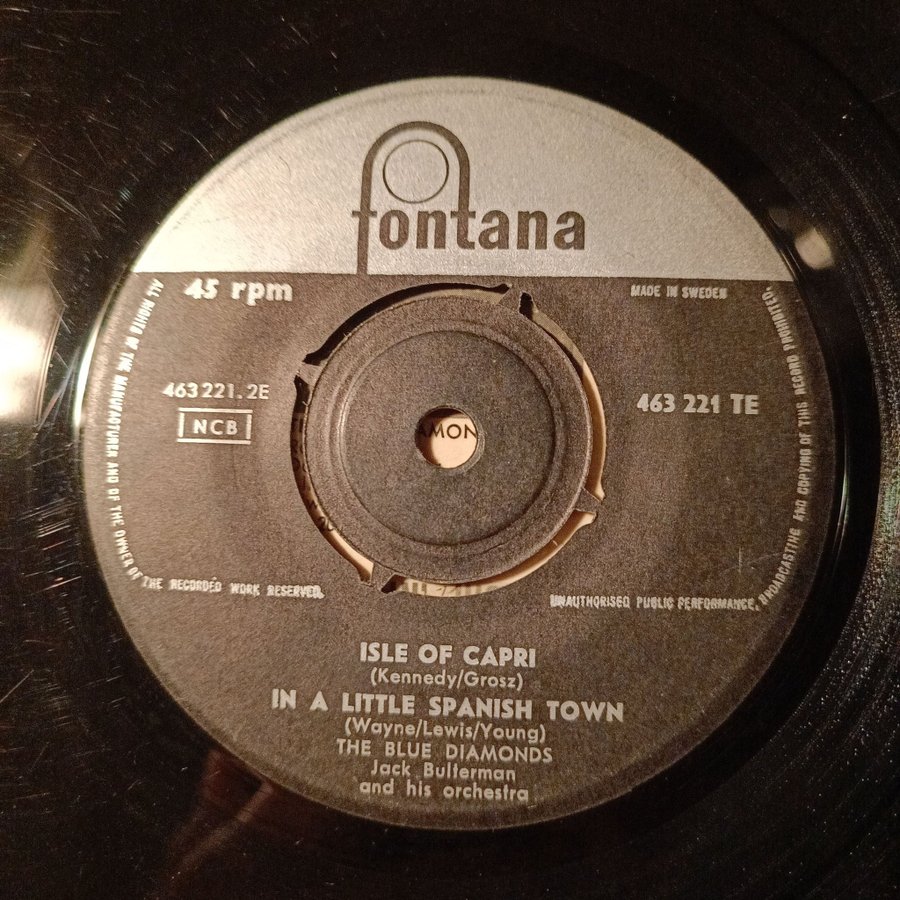 fontana
45 rpm
MADE IN SWEDEN
463 221.2E
NCB
463 221 TE
AMON
ALL RIGHTS OF THE MANUFACTURER AND OF THE OWNER OF THE RECORDED WORK RESERVED.
UNAUTHORISED PUBLIC PERFORMANCE, BROADCASTING AND COPYING OF THIS RECORD PROHIBITED.
ISLE OF CAPRI
(Kennedy/Grosz)
IN A LITTLE SPANISH TOWN
(Wayne/Lewis/Young)
THE BLUE DIAMONDS
Jack Bulterman
and his orchestra